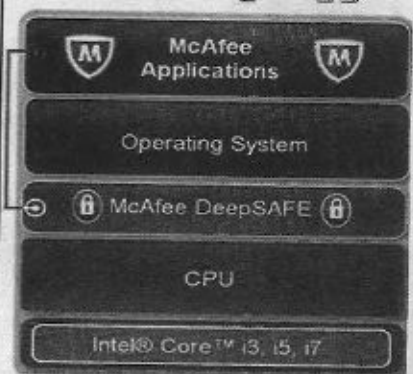 McAfee
Applications
Operating System
McAfee DeepSAFE
CPU
Intel® Core™ i3, i5, i7